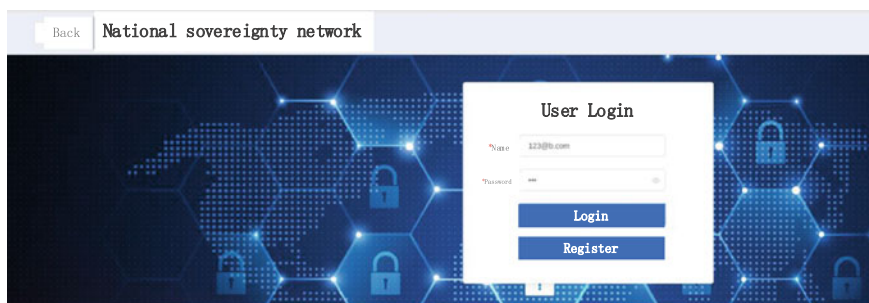 Back National sovereignty network
User Login
*Name 123@b.com
*Password •••
Login
Register